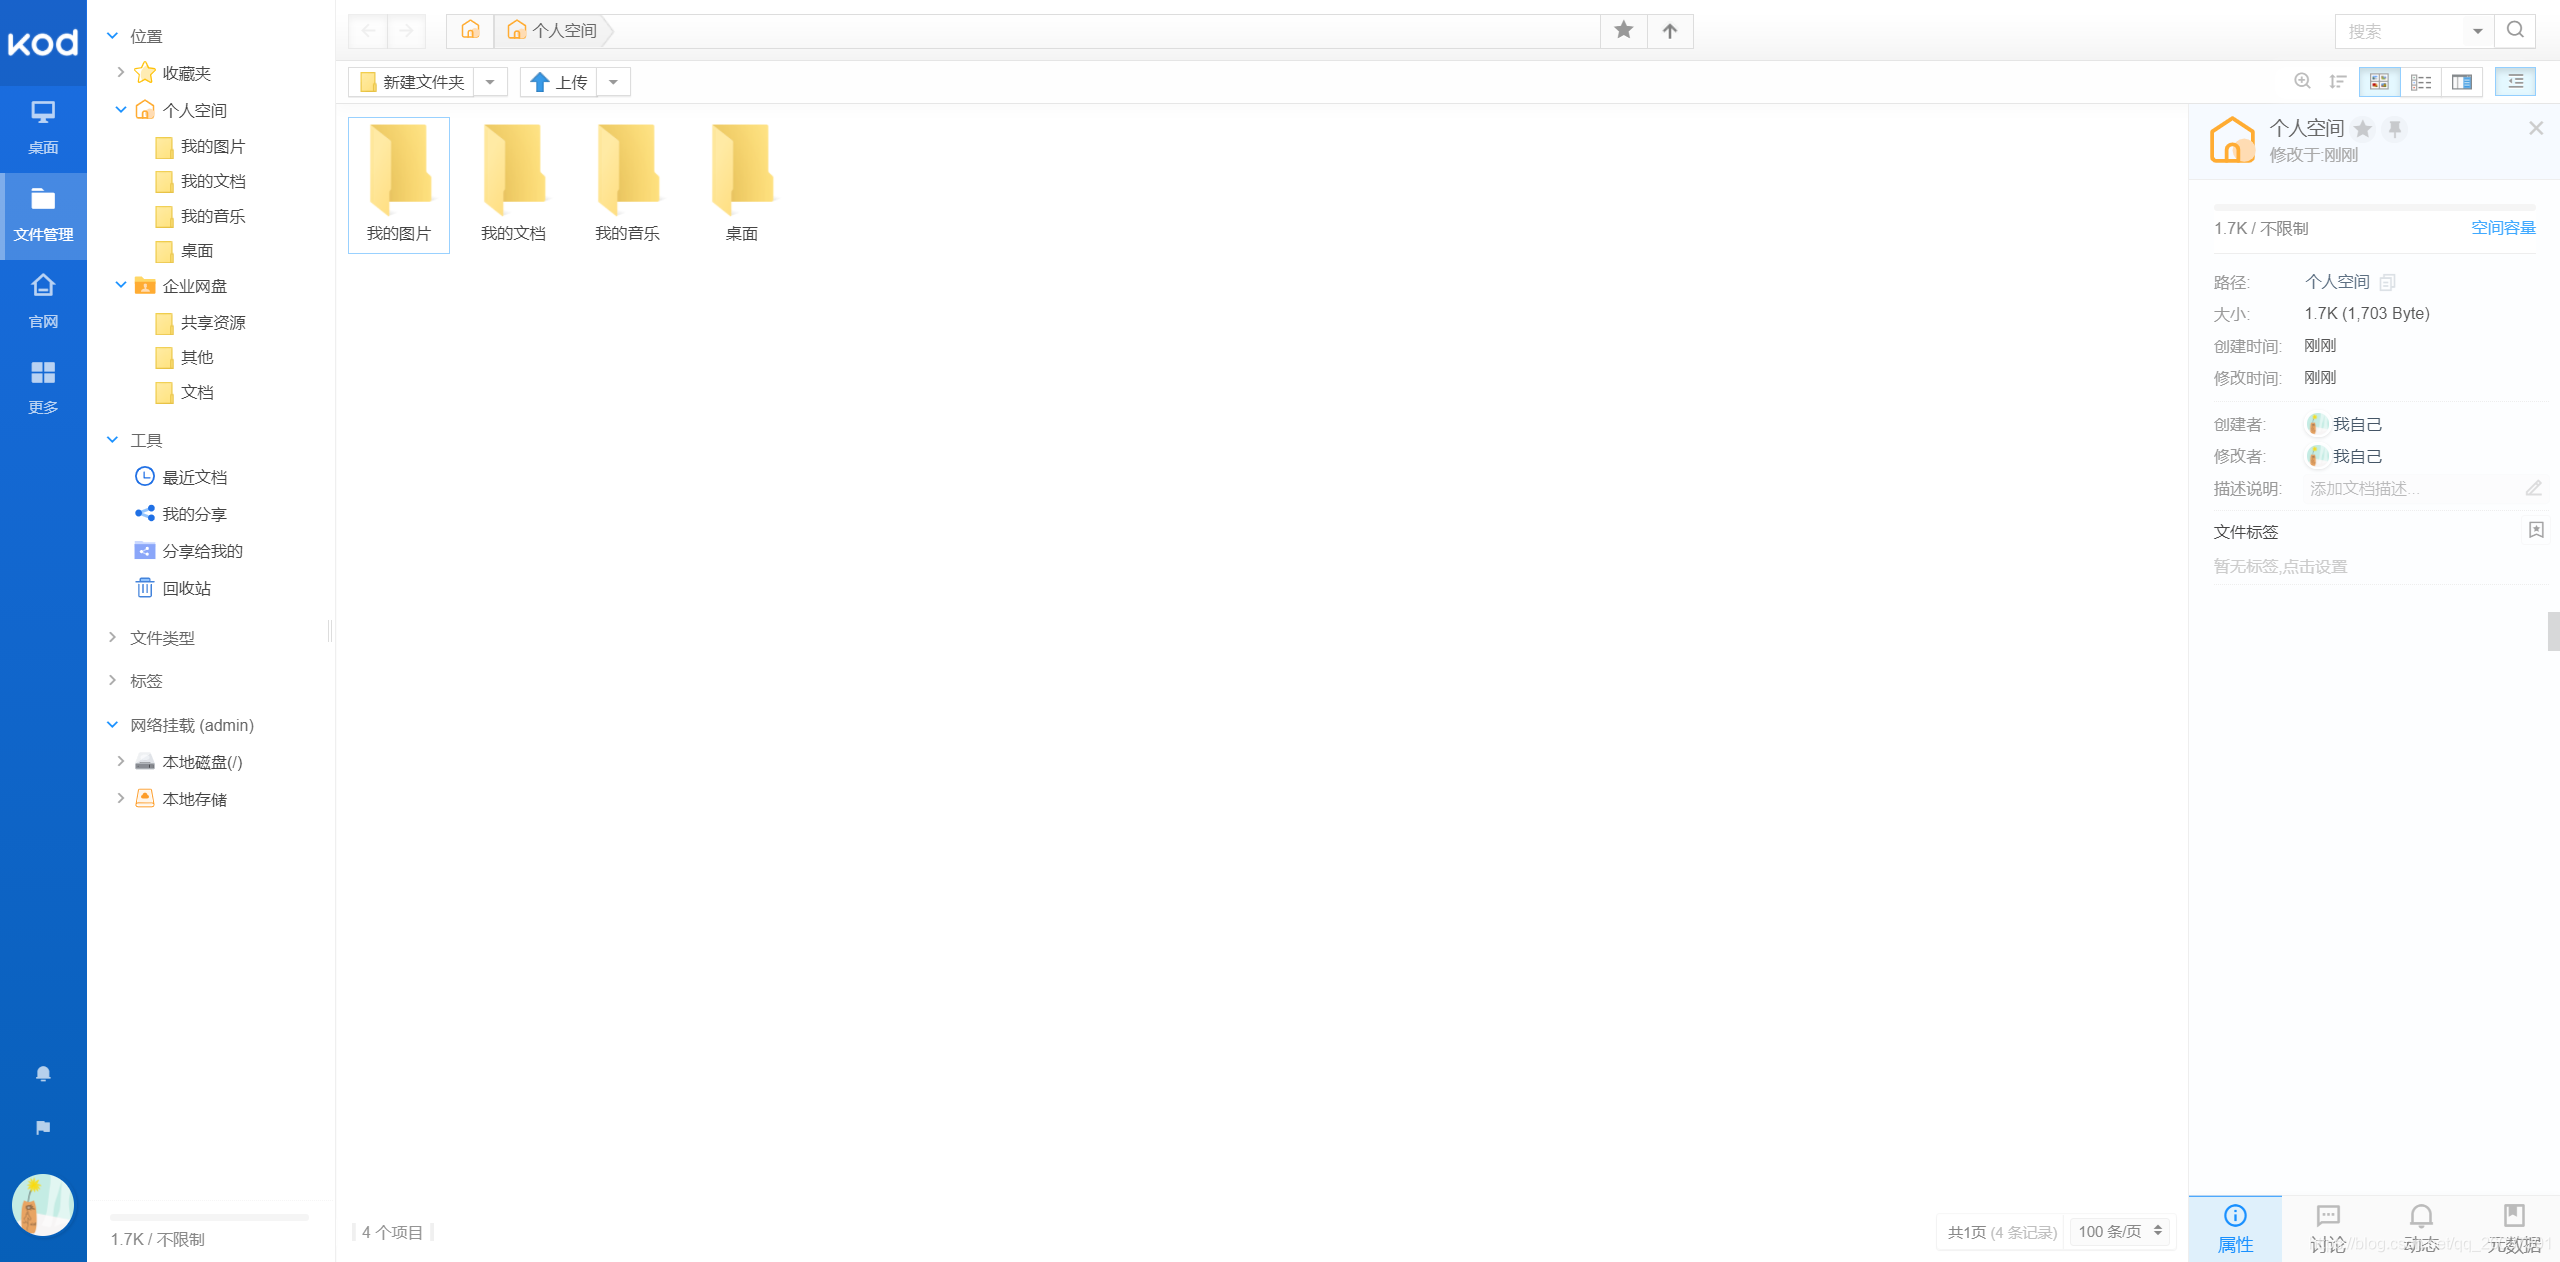 kod
桌面
文件管理
官网
更多
位置
收藏夹
个人空间
我的图片
我的文档
我的音乐
桌面
企业网盘
共享资源
其他
文档
工具
最近文档
我的分享
分享给我的
回收站
文件类型
标签
网络挂载 (admin)
本地磁盘(/)
本地存储
1.7K / 不限制
个人空间
搜索
新建文件夹
上传
我的图片
我的文档
我的音乐
桌面
4 个项目
共1页 (4 条记录)
100 条/页
个人空间
修改于:刚刚
1.7K / 不限制
空间容量
路径: 个人空间
大小: 1.7K (1,703 Byte)
创建时间: 刚刚
修改时间: 刚刚
创建者: 我自己
修改者: 我自己
描述说明: 添加文档描述...
文件标签
暂无标签,点击设置
属性
讨论
动态
元数据